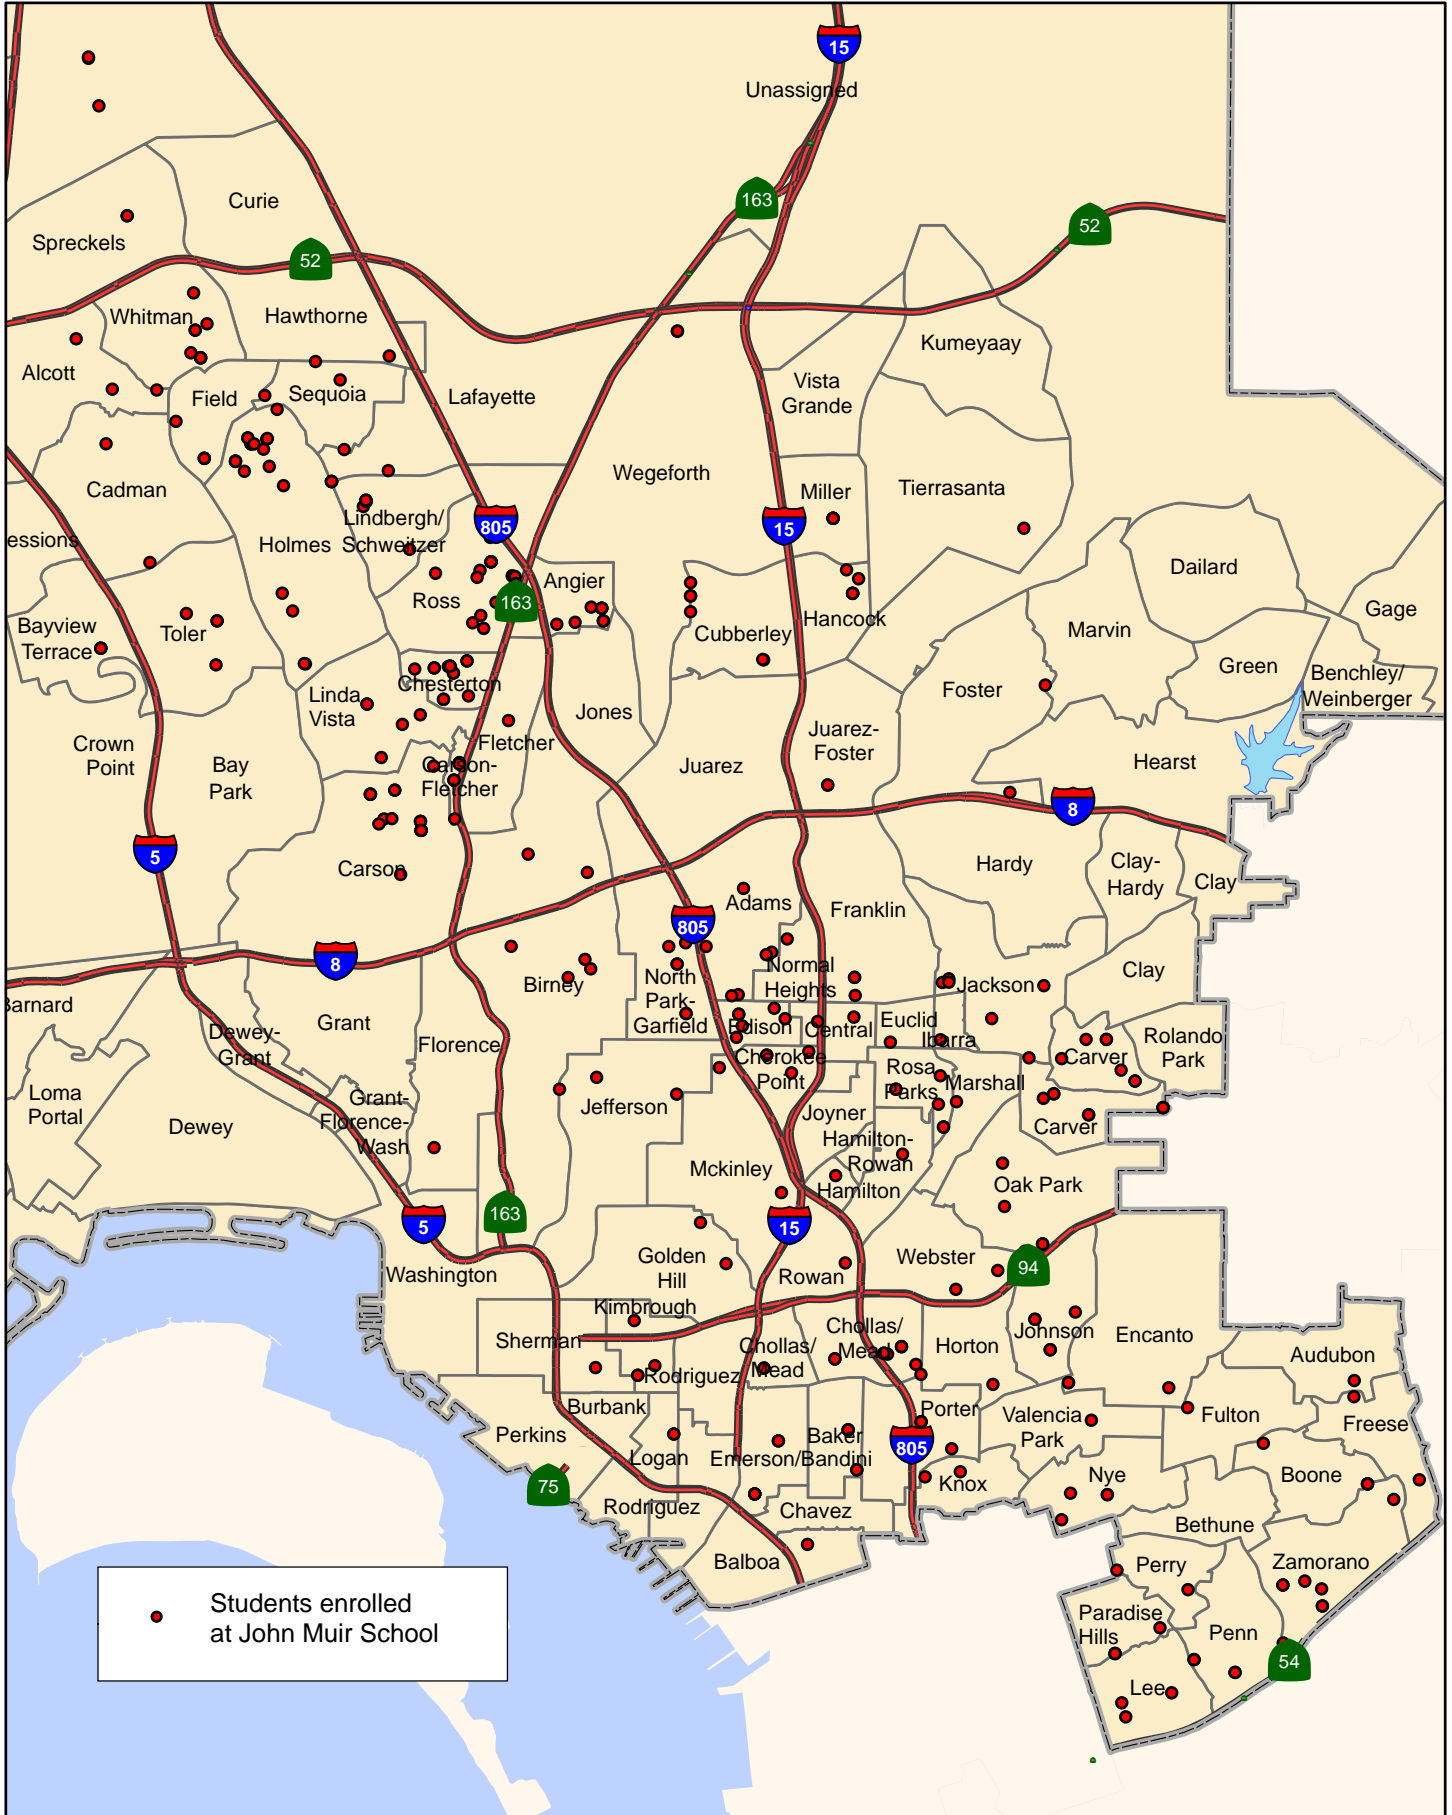 15
Unassigned
163
Curie
52
Spreckels
52
Whitman
Hawthorne
Kumeyaay
Alcott
Vista
Grande
Field
Sequoia
Lafayette
Wegeforth
Cadman
Miller
Tierrasanta
Lindbergh/
Schweitzer
805
15
essions
Holmes
Dailard
Angier
Ross
163
Gage
Bayview
Terrace
Toler
Hancock
Cubberley
Marvin
Green
Benchley/
Weinberger
Chesterton
Foster
Linda
Vista
Jones
Juarez-
Foster
Fletcher
Crown
Point
Bay
Park
Carson-
Fletcher
Juarez
Hearst
8
5
Carson
Hardy
Clay-
Hardy
Clay
Adams
Franklin
805
8
Normal
Heights
Clay
Birney
North
Park-
Garfield
Jackson
Barnard
Dewey-
Grant
Grant
Florence
Edison
Central
Euclid
Ibarra
Carver
Rolando
Park
Cherokee
Point
Rosa
Parks
Marshall
Loma
Portal
Grant-
Florence-
Wash
Jefferson
Joyner
Dewey
Carver
Hamilton-
Rowan
Mckinley
Hamilton
Oak Park
163
5
15
Golden
Hill
Webster
94
Washington
Rowan
Kimbrough
Sherman
Chollas/
Mead
Chollas/
Mead
Horton
Johnson
Encanto
Audubon
Rodriguez
Burbank
Perkins
Porter
Valencia
Park
Fulton
Freese
Baker
Logan
Emerson/Bandini
805
Boone
75
Knox
Nye
Rodriguez
Chavez
Bethune
Balboa
Perry
Zamorano
Students enrolled
at John Muir School
Paradise
Hills
Penn
54
Lee